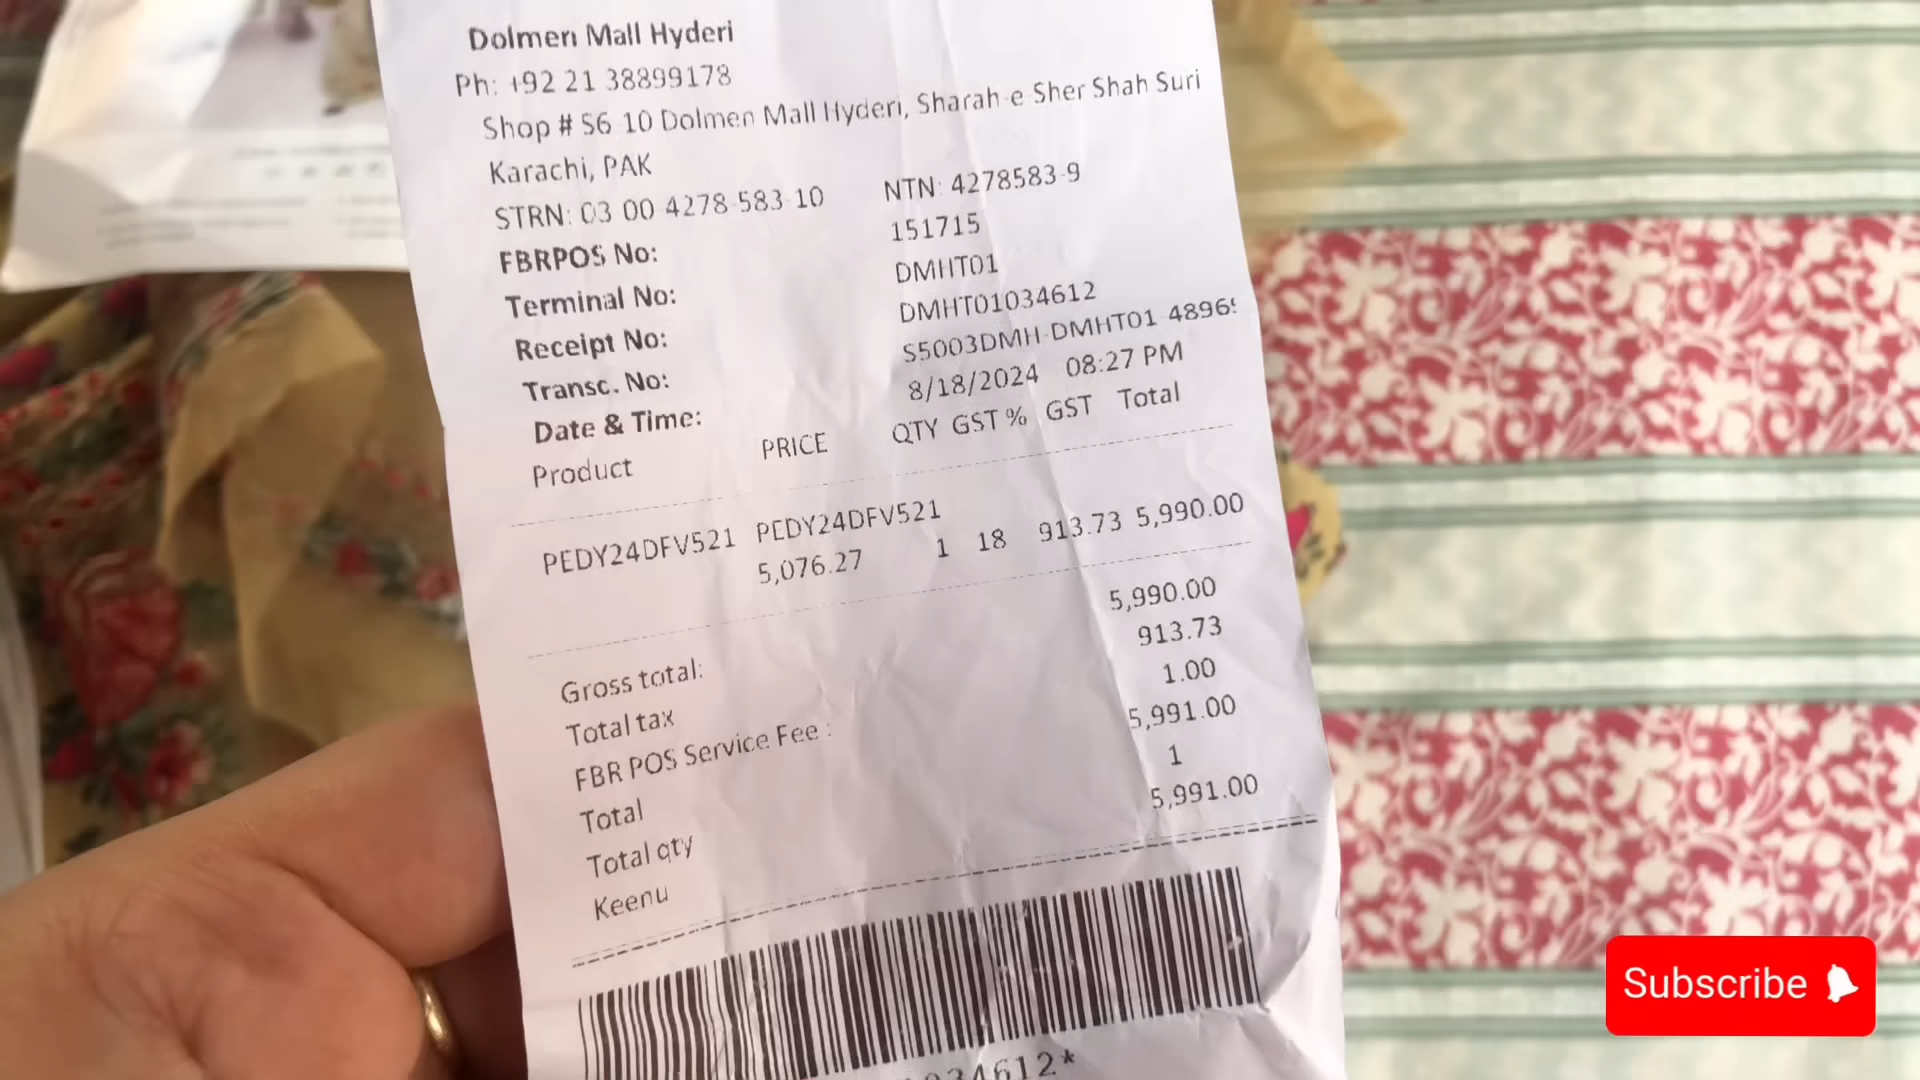 Dolmen Mall Hyderi
Ph: +92 21 38899178
Shop # S6 10 Dolmen Mall Hyderi, Sharah-e Sher Shah Suri
Karachi, PAK
STRN: 03 00 4278-583-10 NTN: 4278583-9
FBRPOS No: 151715
Terminal No: DMHT01
Receipt No: DMHT01034612
Transc. No: S5003DMH-DMHT01 4896
Date & Time: 8/18/2024 08:27 PM
Product PRICE QTY GST % GST Total
PEDY24DFV521 PEDY24DFV521
5,076.27 1 18 913.73 5,990.00
Gross total: 5,990.00
Total tax 913.73
FBR POS Service Fee : 1.00
Total 5,991.00
Total qty 1
Keenu 5,991.00
34612*
Subscribe